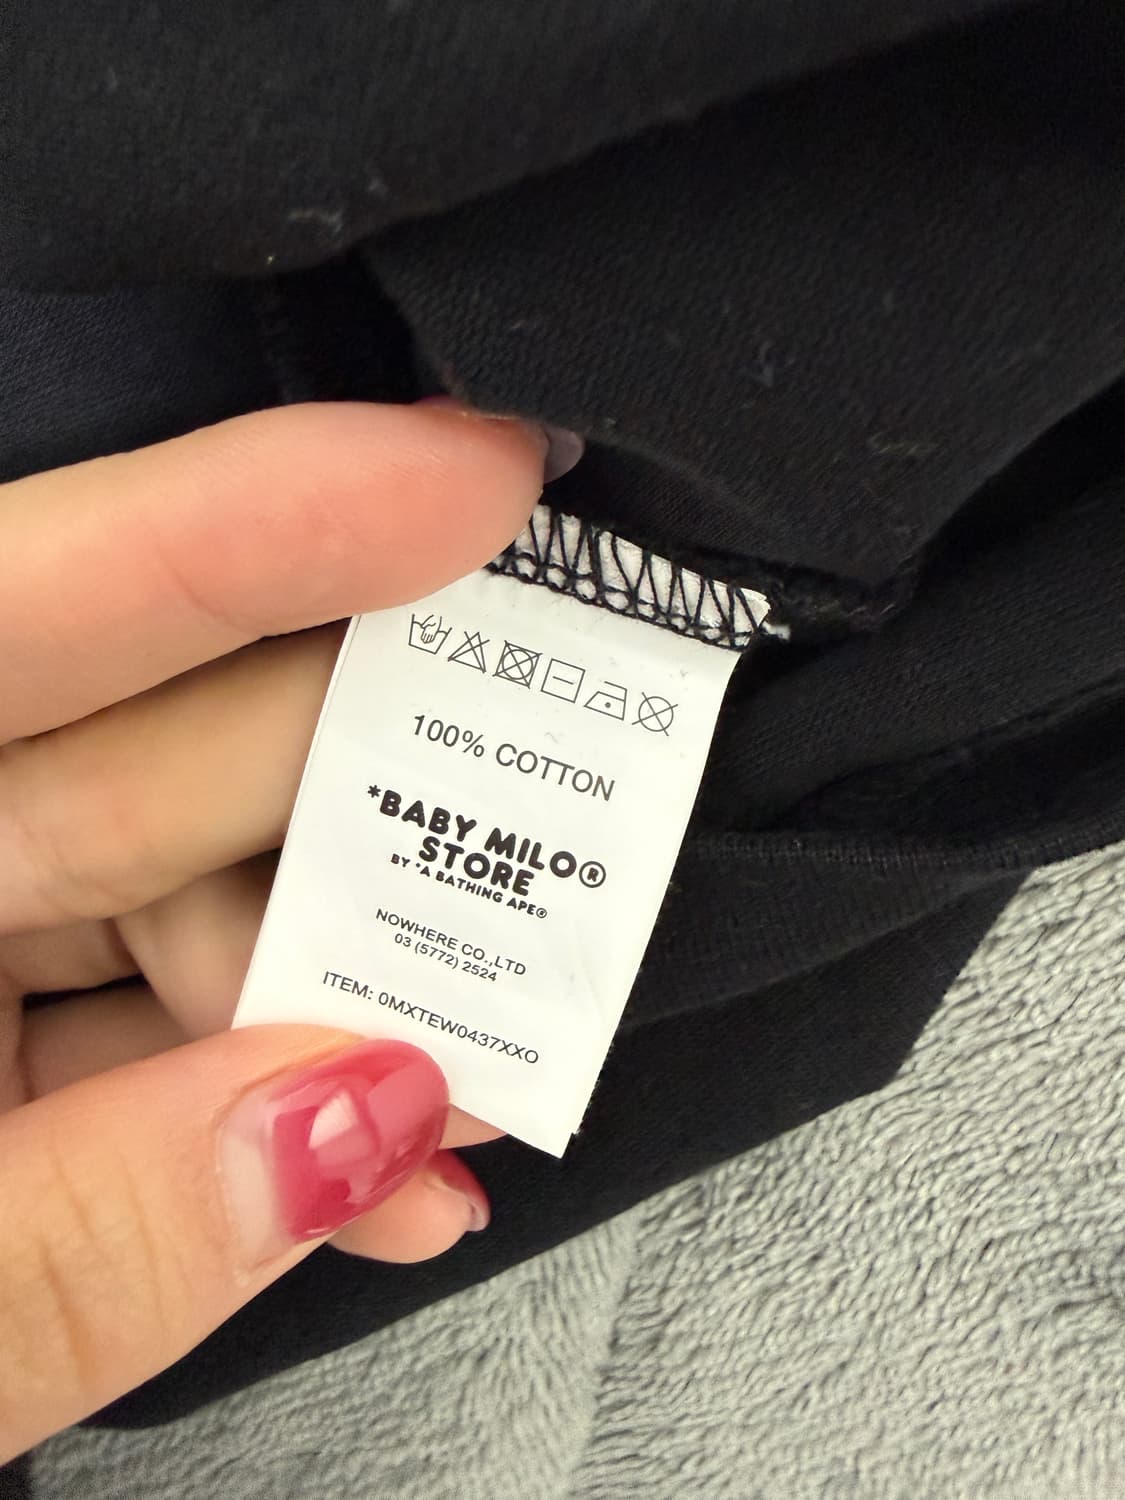 100% COTTON
*BABY MILO®
STORE
BY *A BATHING APE®
NOWHERE CO.,LTD
03 (5772) 2524
ITEM: 0MXTEW0437XXO